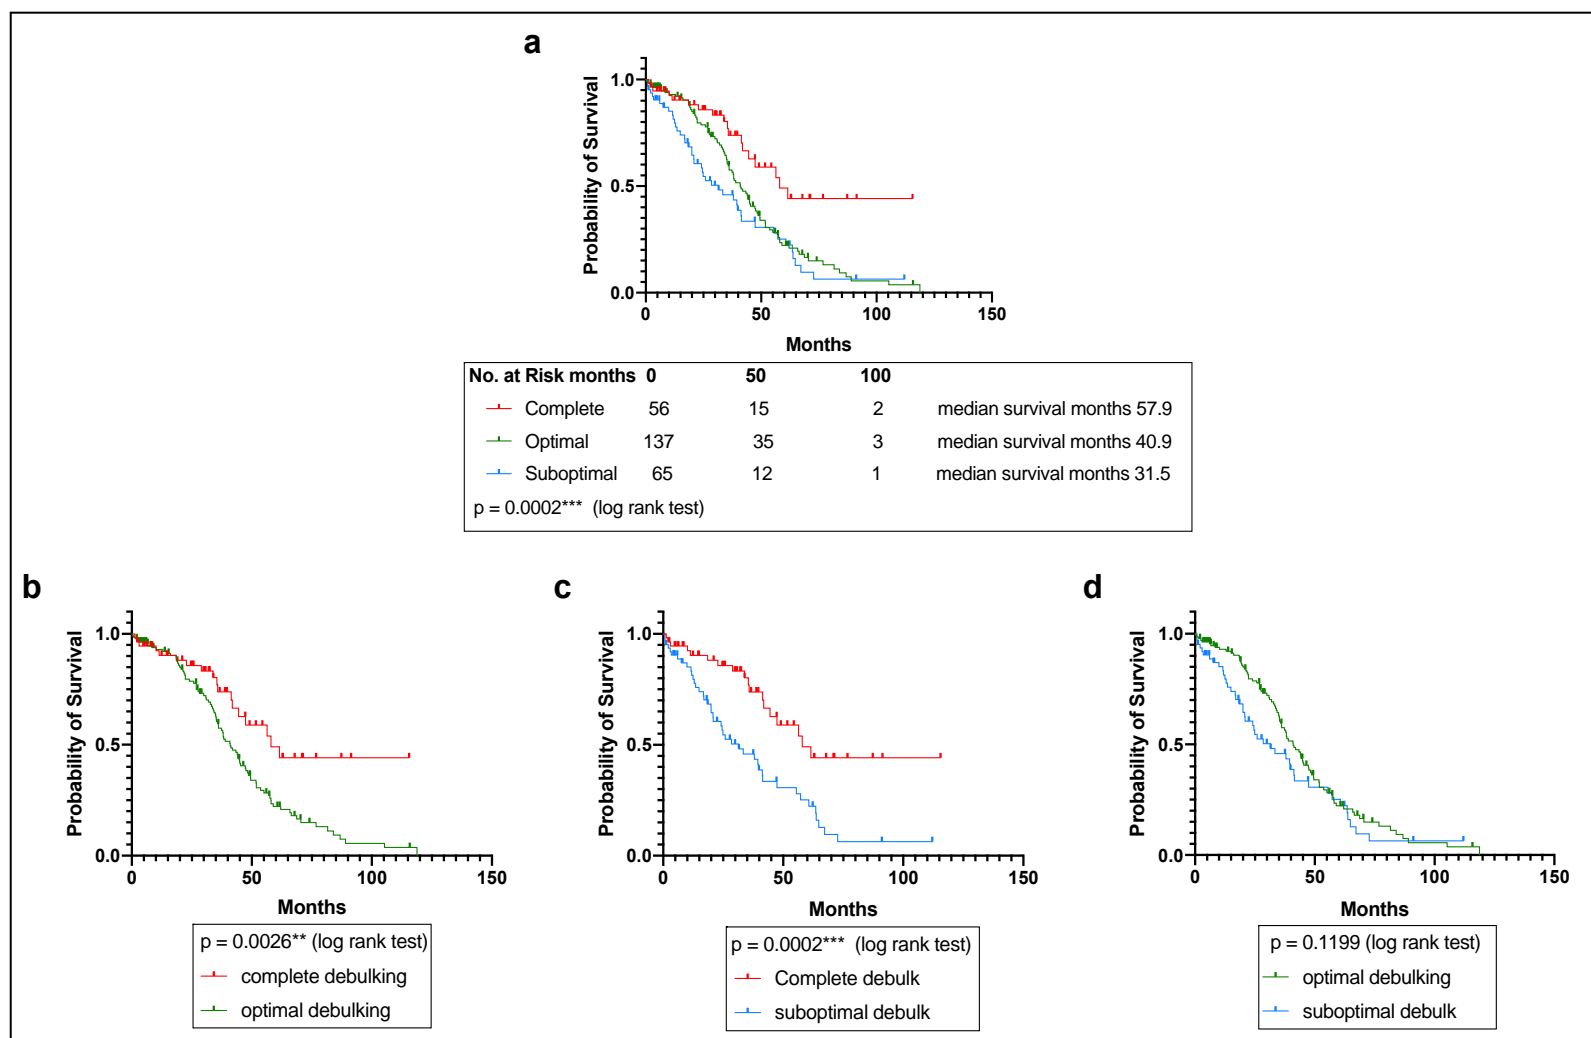 a
Probability of Survival
1.0
0.5
0.0
0 50 100 150
Months
No. at Risk months 0 50 100
Complete 56 15 2 median survival months 57.9
Optimal 137 35 3 median survival months 40.9
Suboptimal 65 12 1 median survival months 31.5
p = 0.0002*** (log rank test)
b
Probability of Survival
1.0
0.5
0.0
0 50 100 150
Months
p = 0.0026** (log rank test)
complete debulking
optimal debulking
c
Probability of Survival
1.0
0.5
0.0
0 50 100 150
Months
p = 0.0002*** (log rank test)
Complete debulk
suboptimal debulk
d
Probability of Survival
1.0
0.5
0.0
0 50 100 150
Months
p = 0.1199 (log rank test)
optimal debulking
suboptimal debulk